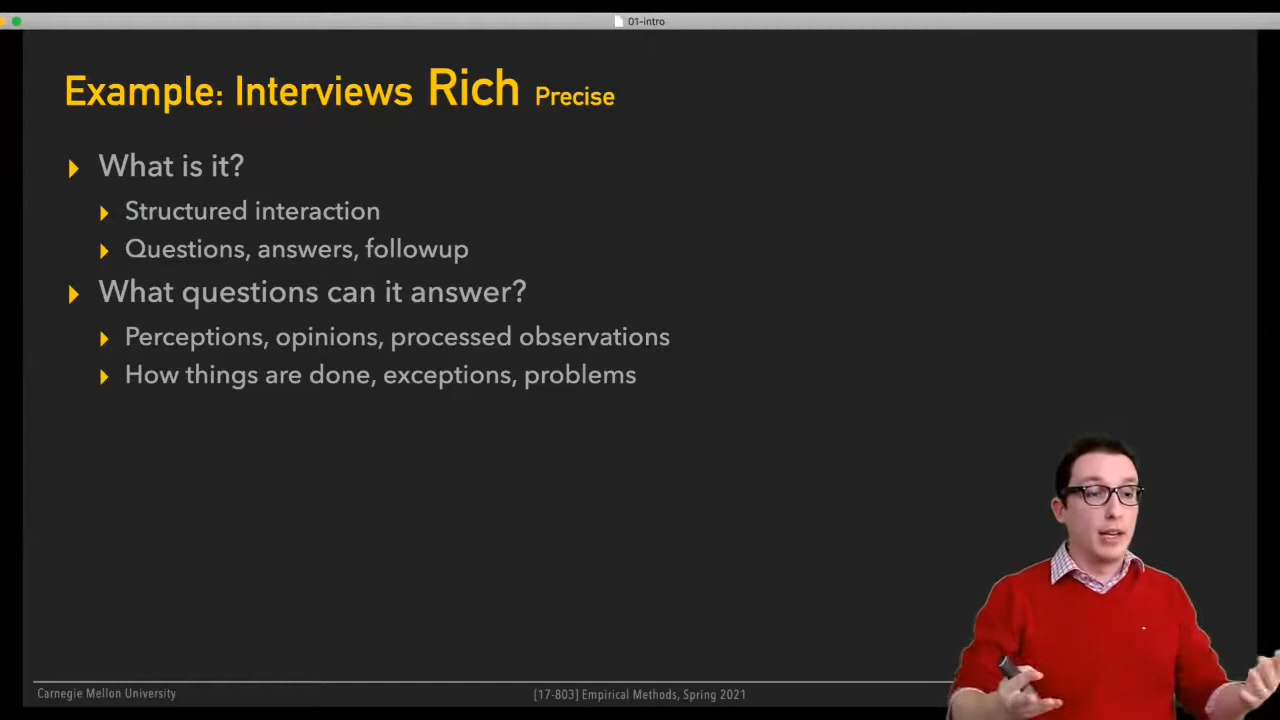 01-intro
Example: Interviews Rich Precise
What is it?
Structured interaction
Questions, answers, followup
What questions can it answer?
Perceptions, opinions, processed observations
How things are done, exceptions, problems
Carnegie Mellon University
[17-803] Empirical Methods, Spring 2021